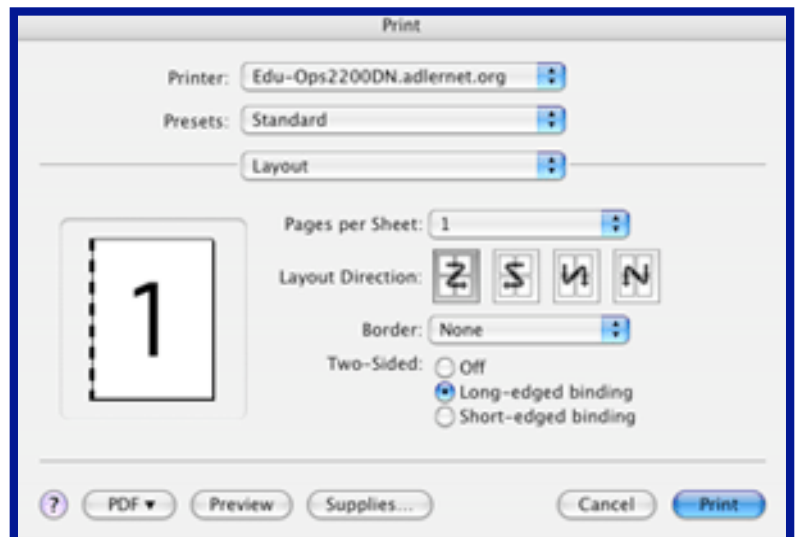 Print
Printer: Edu-Ops2200DN.adlernet.org
Presets: Standard
Layout
Pages per Sheet: 1
Layout Direction:
Border: None
Two-Sided: Off
Long-edged binding
Short-edged binding
1
? PDF Preview Supplies... Cancel Print